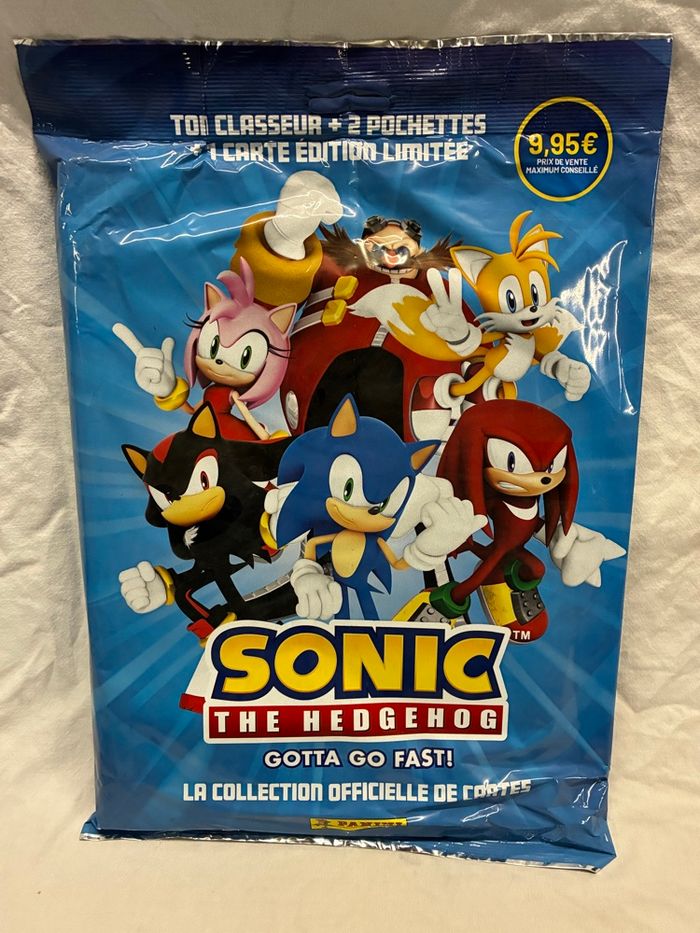 TON CLASSEUR + 2 POCHETTES
+ 1 CARTE ÉDITION LIMITÉE
9,95€
PRIX DE VENTE
MAXIMUM CONSEILLÉ
SONIC
TM
THE HEDGEHOG
GOTTA GO FAST!
LA COLLECTION OFFICIELLE DE CARTES
PANINI